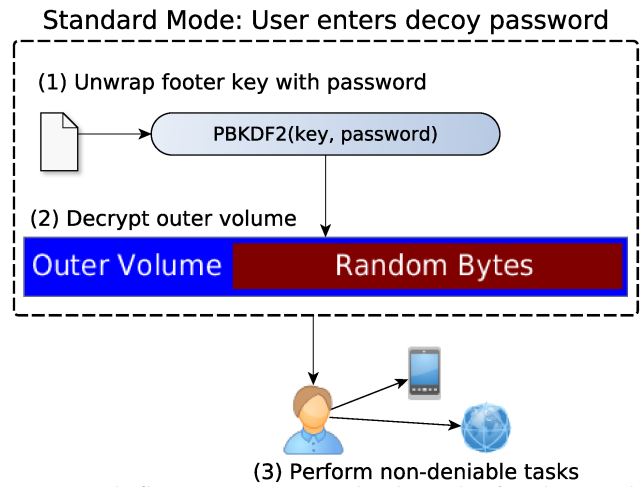 Standard Mode: User enters decoy password
(1) Unwrap footer key with password
PBKDF2(key, password)
(2) Decrypt outer volume
Outer Volume
Random Bytes
(3) Perform non-deniable tasks